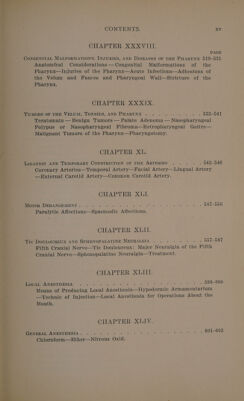 CONTENTS. xv
CHAPTER XXXVIII.
PAGE
CONGENITAL MALFORMATIONS, INJURIES, AND DISEASES OF THE PHARYNX 519-531
Anatomical Considerations—Congenital Malformations of the
Pharynx—Injuries of the Pharynx—Acute Infections—Adhesions of
the Velum and Fauces and Pharyngeal Wall—Stricture of the
Pharynx.
CHAPTER XXXIX.
TUMORS OF THE VELUM, TONSIL, AND PHARYNX . . . 532-541
Teratomata—Benign Tumors—Palate Adenoma—Nasopharyngeal
Polypus or Nasopharyngeal Fibroma—Retropharyngeal Goitre—
Malignant Tumors of the Pharynx—Pharyngotomy.
CHAPTER XL.
LIGATION AND TEMPORARY CONSTRICTION OF THE ARTERIES . . . 542-546
Coronary Arteries—Temporal Artery—Facial Artery—Lingual Artery
—External Carotid Artery—Common Carotid Artery.
CHAPTER XLI.
MOTOR DERANGEMENT . . . 547-556
Paralytic Affections—Spasmodic Affections.
CHAPTER XLII.
TIC DOULOUREUX AND SPHENOPALATINE NEURALGIA . . . 557-587
Fifth Cranial Nerve—Tic Douloureux: Major Neuralgia of the Fifth
Cranial Nerve—Sphenopalatine Neuralgia—Treatment.
CHAPTER XLIII.
LOCAL ANESTHESIA
Means of Producing Local Anesthesia—Hypodermic Armamentarium
—Technic of Injection—Local Anesthesia for Operations About the
Mouth.
CHAPTER XLIV.
GENERAL ANESTHESIA
Chloroform—Ether—Nitrous Oxid.